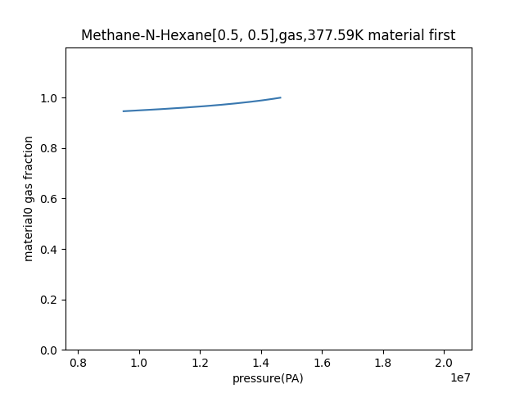 Methane-N-Hexane[0.5, 0.5],gas,377.59K material first
material0 gas fraction
1.0
0.8
0.6
0.4
0.2
0.0
0.8 1.0 1.2 1.4 1.6 1.8 2.0
1e7
pressure(PA)